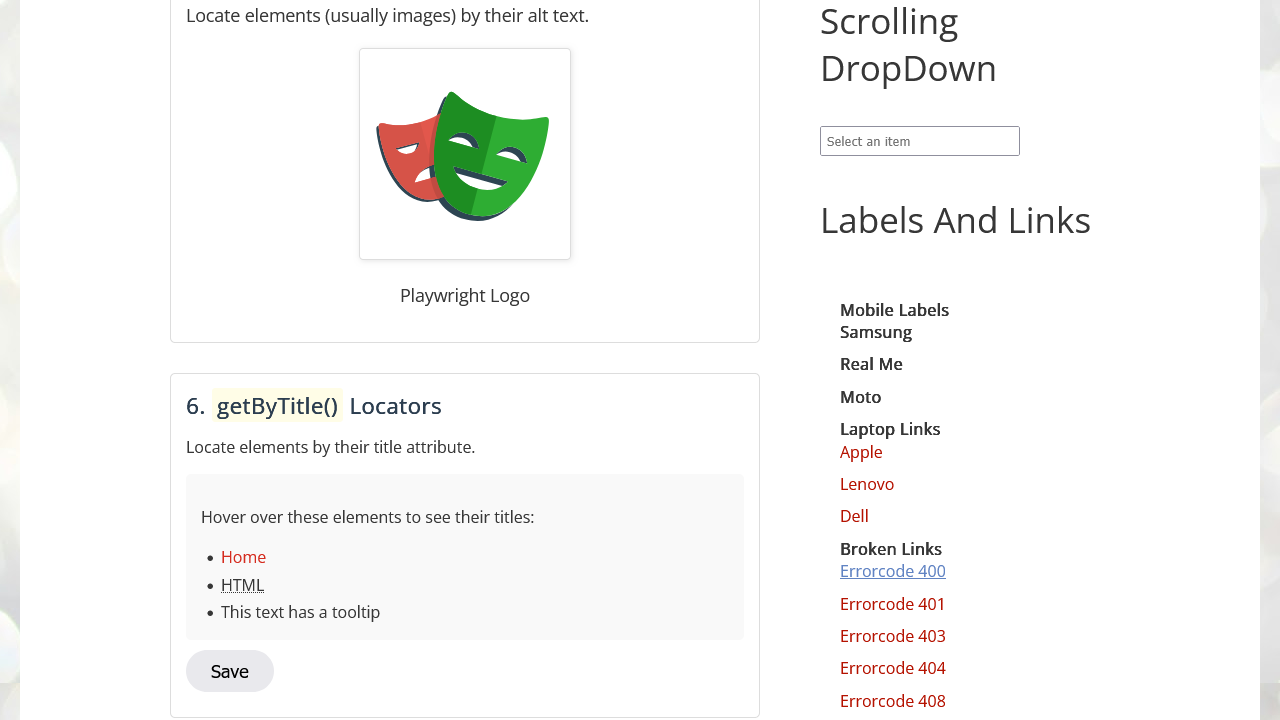 Locate elements (usually images) by their alt text.
Playwright Logo
6. getByTitle() Locators
Locate elements by their title attribute.
Hover over these elements to see their titles:
Home
HTML
This text has a tooltip
Save
Scrolling
DropDown
Select an item
Labels And Links
Mobile Labels
Samsung
Real Me
Moto
Laptop Links
Apple
Lenovo
Dell
Broken Links
Errorcode 400
Errorcode 401
Errorcode 403
Errorcode 404
Errorcode 408